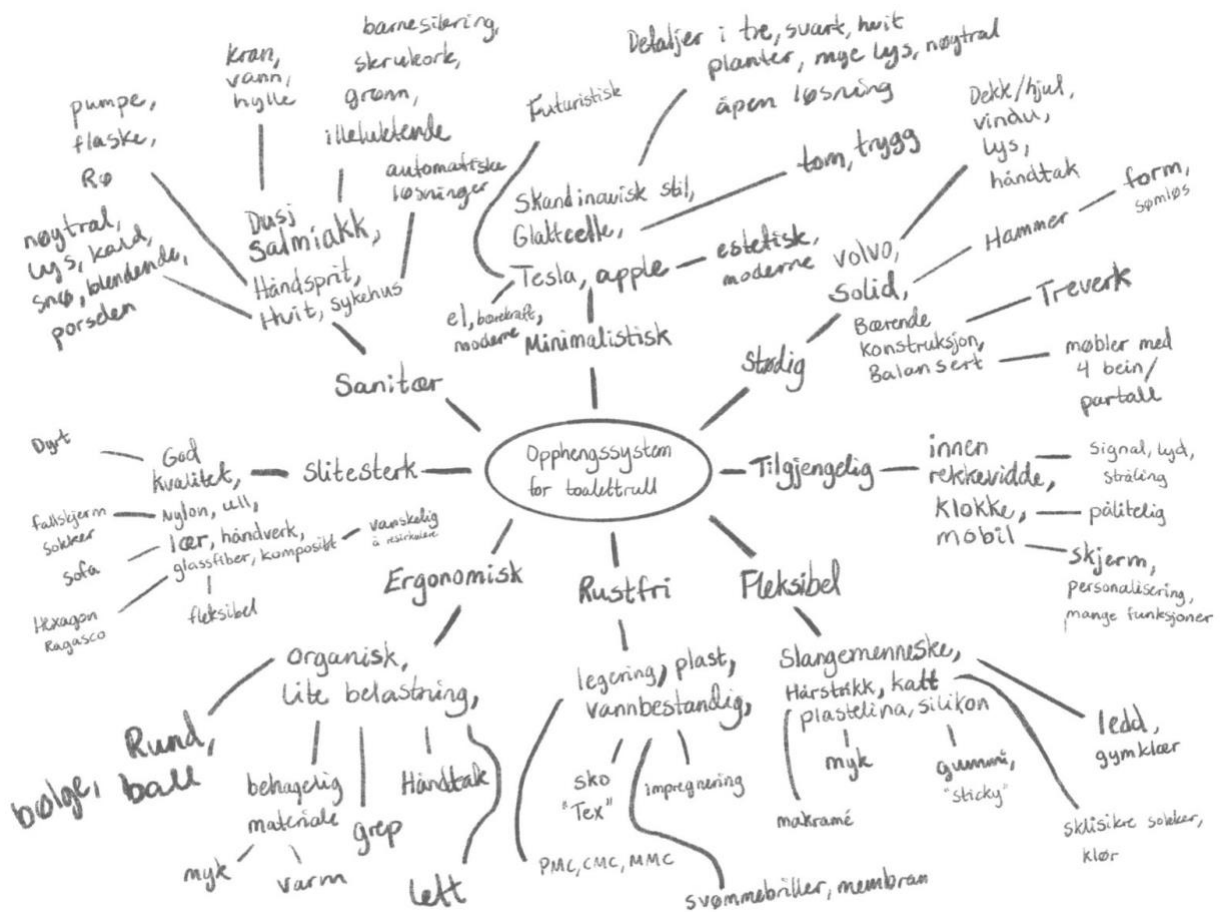 barnesikring,
skrukork,
grønn,
illeluktende
kran,
vann,
hylle
pumpe,
flaske,
Rø
automatiske
løsninger
nøytral,
lys, kald,
snø, blendende,
porselen
Dusj
Salmiakk,
Håndsprit,
Hvit, sykehus
Sanitær
Futuristisk
Detaljer i tre, svart, hvit
planter, mye lys, nøytral
åpen løsning
tom, trygg
Skandinavisk stil,
Glattcelle,
Tesla, apple
estetisk,
moderne
el, bærekraft,
moderne
Minimalistisk
Dekk/hjul,
vindu,
lys,
håndtak
form,
sømløs
Hammer
volvo,
Solid,
Bærende
konstruksjon,
Balansert
Treverk
møbler med
4 bein/
partall
Stødig
Opphengssystem
for toalettrull
Dyrt
God
kvalitet,
Slitesterk
Nylon, ull,
lær, håndverk,
glassfiber, kompositt
fallskjerm
sokker
sofa
Hexagon
Ragasco
fleksibel
vanskelig
å resirkulere
Tilgjengelig
innen
rekkevidde,
klokke,
mobil
signal, lyd,
stråling
pålitelig
skjerm,
personalisering,
mange funksjoner
Ergonomisk
organisk,
lite belastning,
Rund,
bølge, ball
behagelig
materiale
myk
varm
grep
Håndtak
lett
Rustfri
legering, plast,
vannbestandig,
sko
"Tex"
impregnering
PMC, CMC, MMC
svømmebriller, membran
Fleksibel
Slangemenneske,
Hårstrikk, katt
plastelina, silikon
myk
makramé
gummi,
"sticky"
ledd,
gymklær
sklisikre sokker,
klør